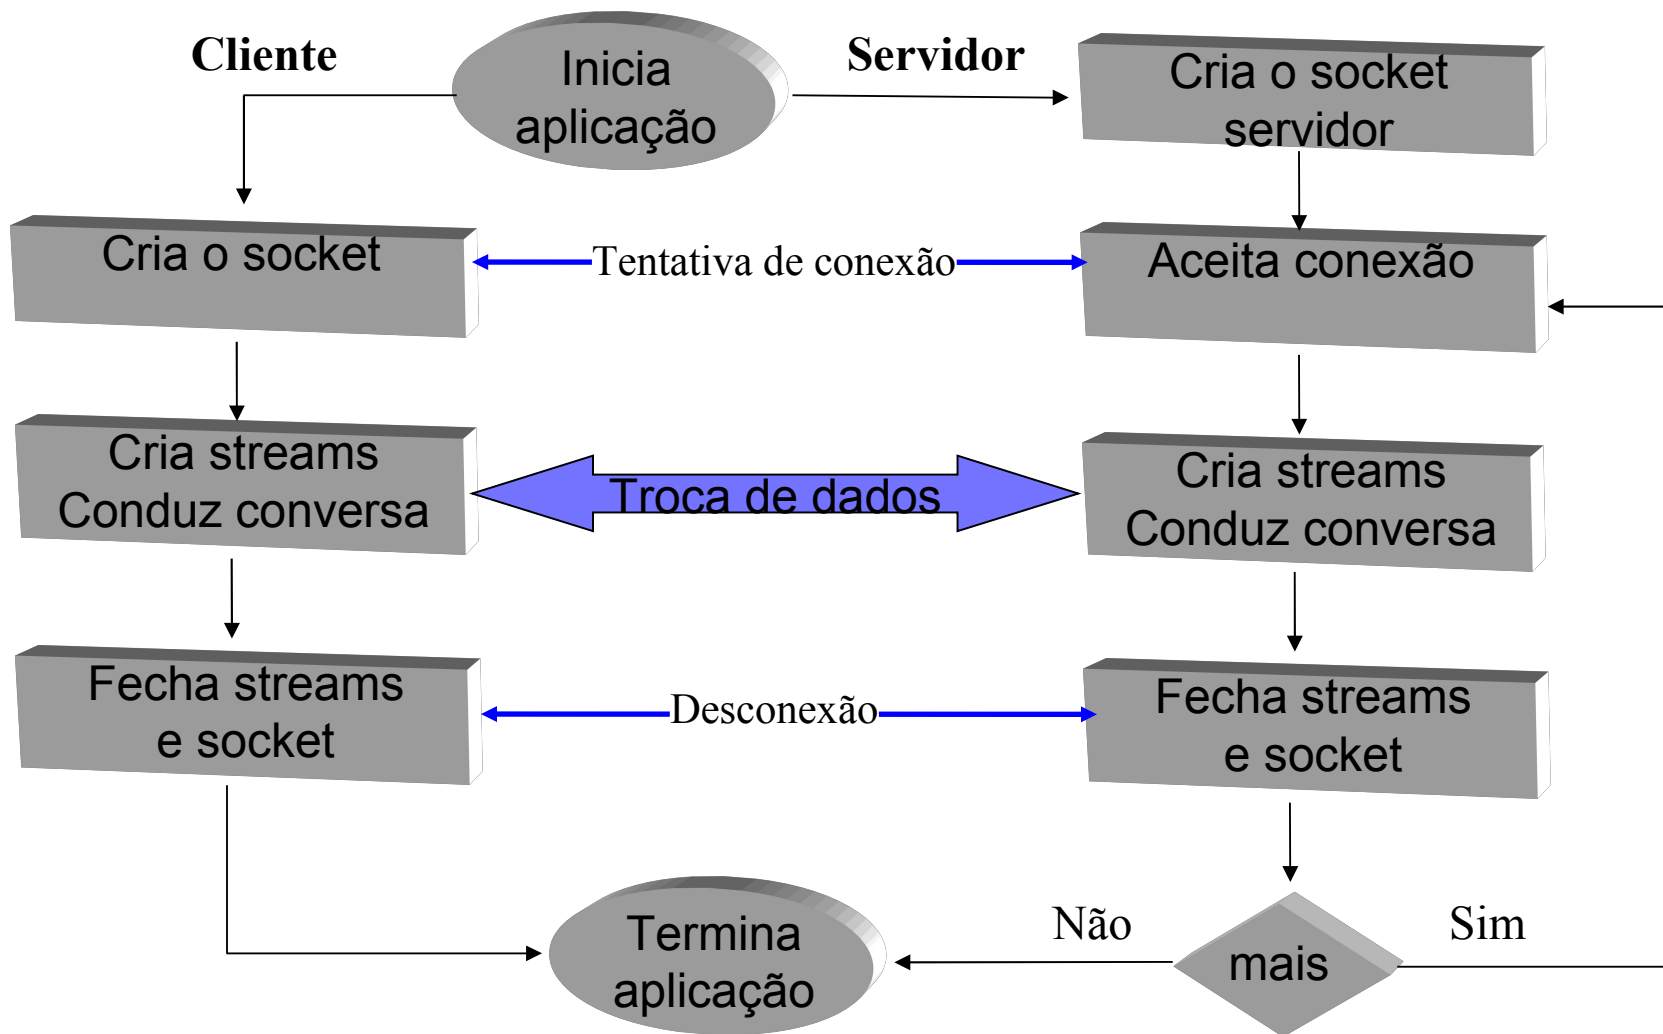 Cliente
Inicia
aplicação
Servidor
Cria o socket
servidor
Cria o socket
Tentativa de conexão
Aceita conexão
Cria streams
Conduz conversa
Troca de dados
Cria streams
Conduz conversa
Fecha streams
e socket
Desconexão
Fecha streams
e socket
Termina
aplicação
Não
mais
Sim